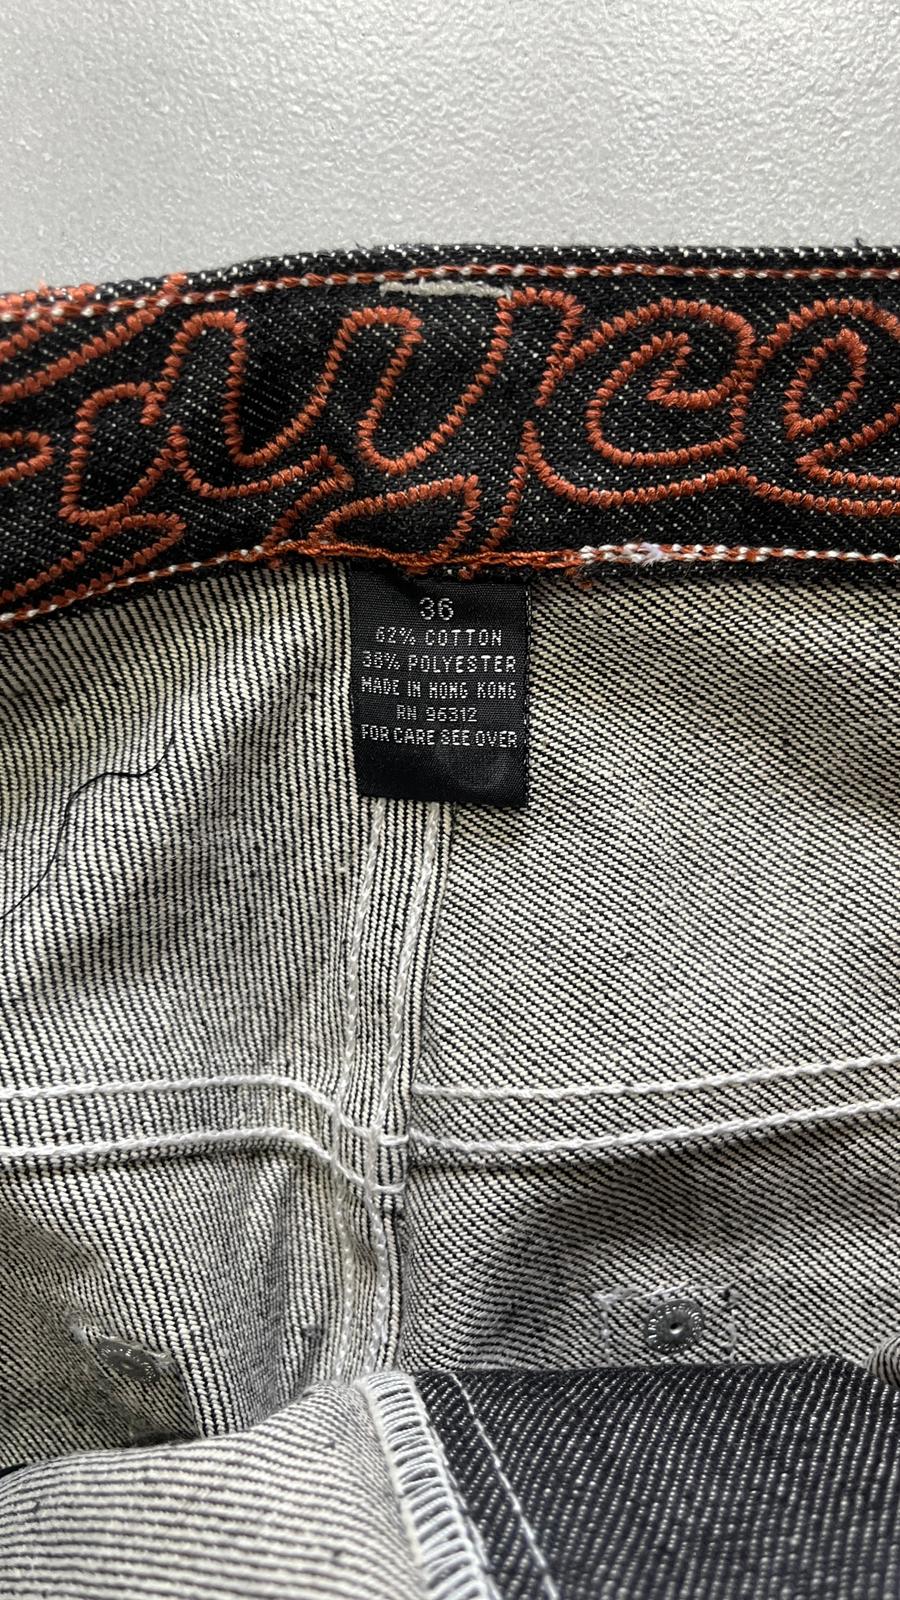 36
62% COTTON
38% POLYESTER
MADE IN HONG KONG
RN 96312
FOR CARE SEE OVER